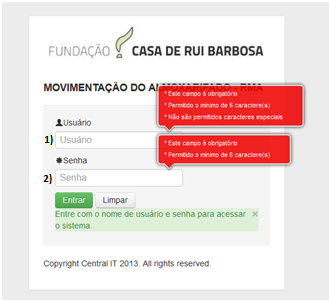 FUNDAÇÃO CASA DE RUI BARBOSA
MOVIMENTAÇÃO DO ALMOXARIFADO - RMA
* Este campo é obrigatório
* Permitido o mínimo de 6 caractere(s)
* Não são permitidos caracteres especiais
Usuário
1) Usuário
* Este campo é obrigatório
* Permitido o mínimo de 6 caractere(s)
Senha
2) Senha
Entrar Limpar
Entre com o nome de usuário e senha para acessar ×
o sistema.
Copyright Central IT 2013. All rights reserved.